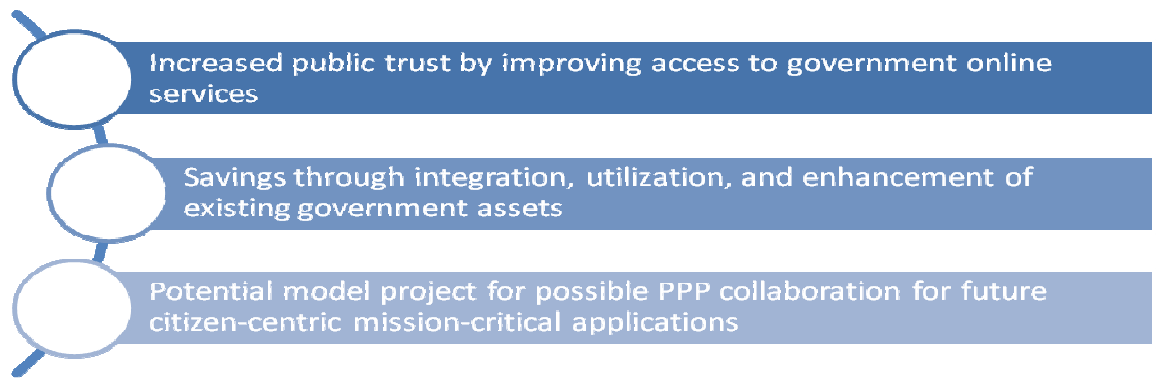 Increased public trust by improving access to government online
services
Savings through integration, utilization, and enhancement of
existing government assets
Potential model project for possible PPP collaboration for future
citizen-centric mission-critical applications